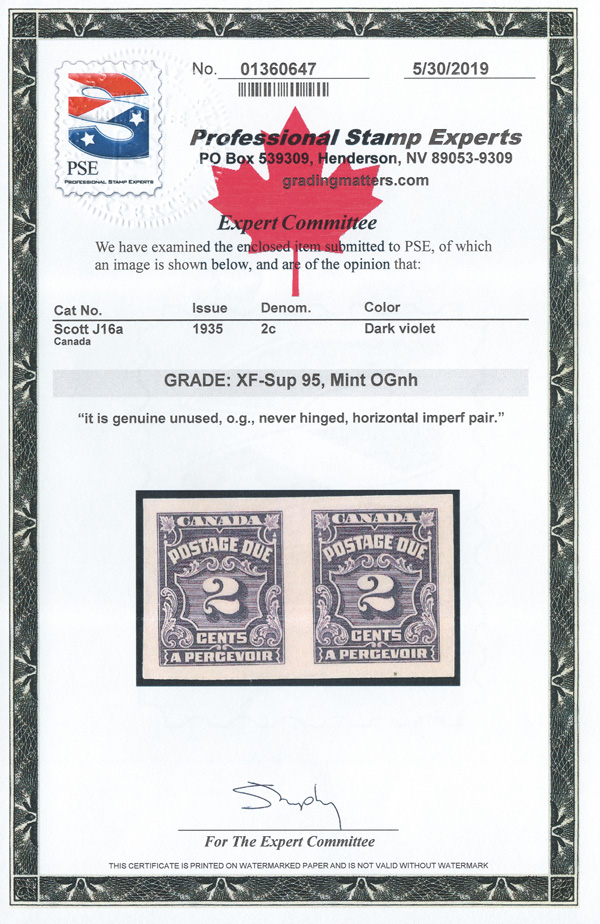 No. 01360647 5/30/2019
PSE
PROFESSIONAL STAMP EXPERTS
Professional Stamp Experts
PO Box 539309, Henderson, NV 89053-9309
gradingmatters.com
Expert Committee
We have examined the enclosed item submitted to PSE, of which
an image is shown below, and are of the opinion that:
Cat No. Issue Denom. Color
Scott J16a 1935 2c Dark violet
Canada
GRADE: XF-Sup 95, Mint OGnh
“it is genuine unused, o.g., never hinged, horizontal imperf pair.”
CANADA CANADA
POSTAGE DUE POSTAGE DUE
2 2
CENTS CENTS
A PERCEVOIR A PERCEVOIR
For The Expert Committee
THIS CERTIFICATE IS PRINTED ON WATERMARKED PAPER AND IS NOT VALID WITHOUT WATERMARK